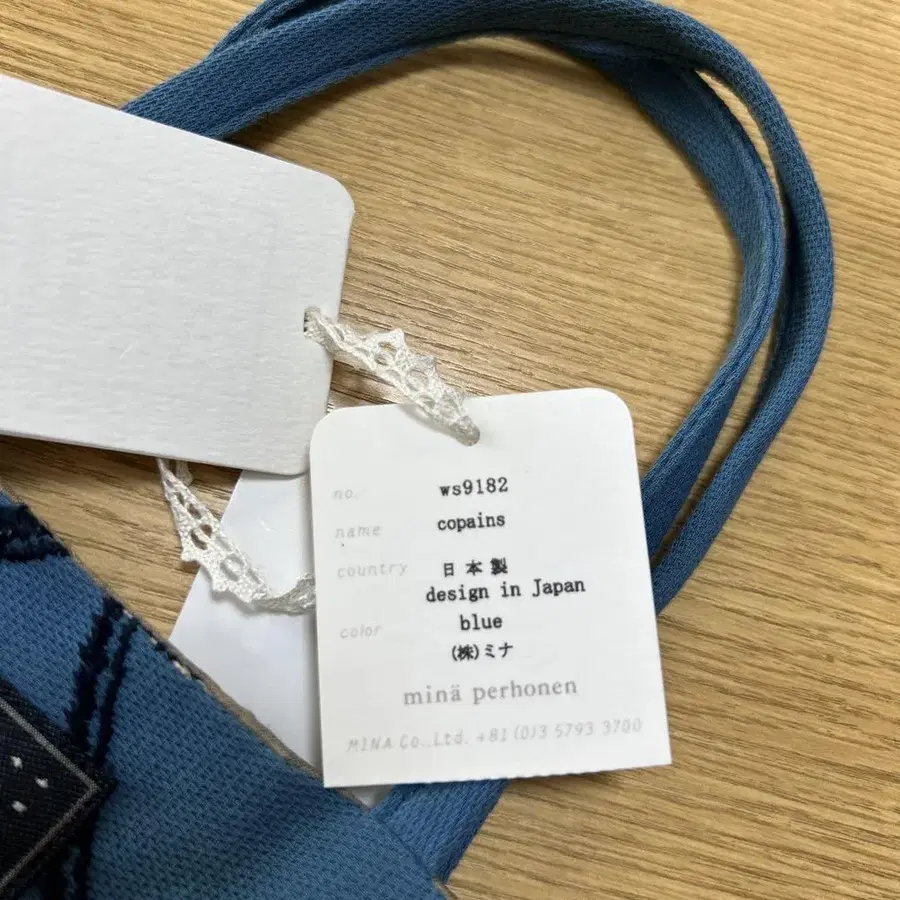 no. ws9182
name copains
country 日本製
design in Japan
color blue
(株)ミナ
minä perhonen
MINA Co.,Ltd. +81 (0)3 5793 3700